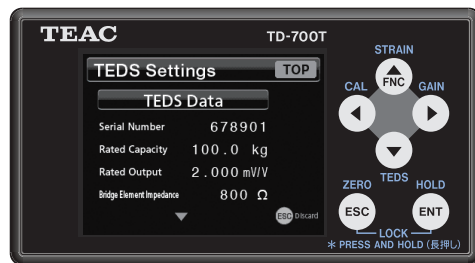 TEAC TD-700T
STRAIN
FNC
CAL GAIN
TEDS
ZERO HOLD
ESC ENT
LOCK
* PRESS AND HOLD (長押し)
TEDS Settings TOP
TEDS Data
Serial Number 678901
Rated Capacity 100.0 kg
Rated Output 2.000 mV/V
Bridge Element Impedance 800 Ω
ESC Discard